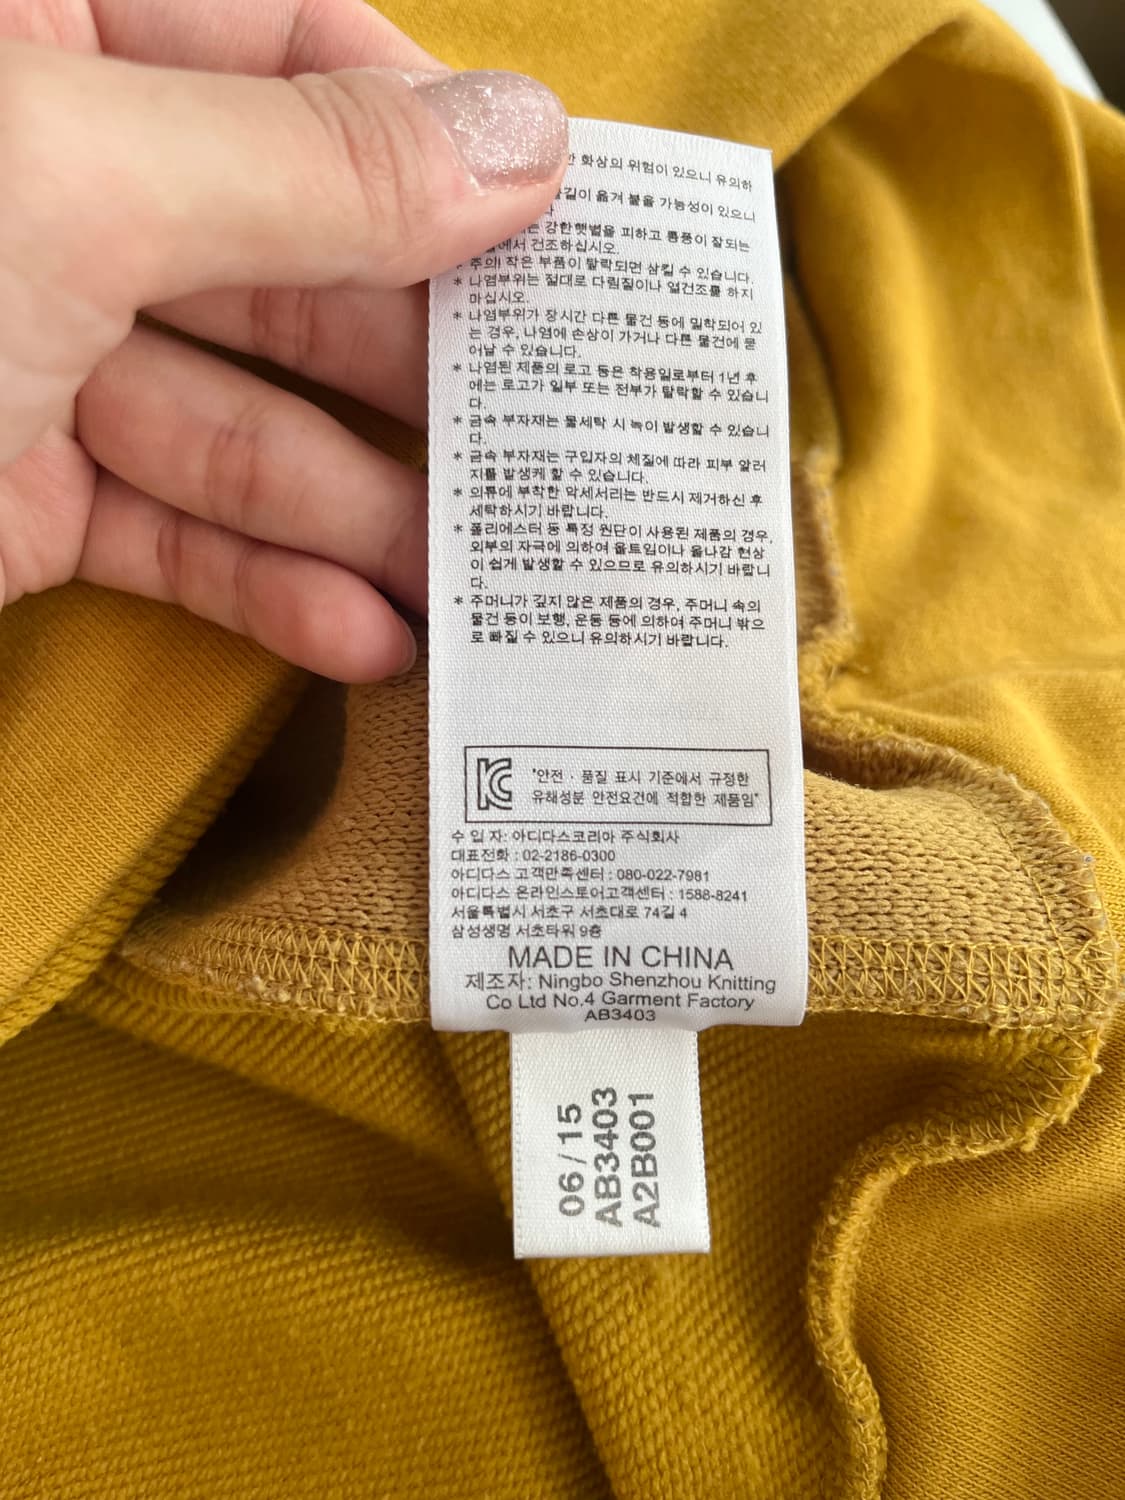 화상의 위험이 있으니 유의하
옮겨 붙을 가능성이 있으니
강한햇볕을 피하고 통풍이 잘되는
에서 건조하십시오.
* 주의! 작은 부품이 탈락되면 삼킬 수 있습니다.
* 나염부위는 절대로 다림질이나 열건조를 하지
마십시오.
* 나염부위가 장시간 다른 물건 등에 밀착되어 있
는 경우, 나염에 손상이 가거나 다른 물건에 묻
어날 수 있습니다.
* 나염된 제품의 로고 등은 착용일로부터 1년 후
에는 로고가 일부 또는 전부가 탈락할 수 있습니
다.
* 금속 부자재는 물세탁 시 녹이 발생할 수 있습니
다.
* 금속 부자재는 구입자의 체질에 따라 피부 알러
지를 발생케 할 수 있습니다.
* 의류에 부착한 악세서리는 반드시 제거하신 후
세탁하시기 바랍니다.
* 폴리에스터 등 특정 원단이 사용된 제품의 경우,
외부의 자극에 의하여 올트임이나 올나감 현상
이 쉽게 발생할 수 있으므로 유의하시기 바랍니
다.
* 주머니가 깊지 않은 제품의 경우, 주머니 속의
물건 등이 보행, 운동 등에 의하여 주머니 밖으
로 빠질 수 있으니 유의하시기 바랍니다.
KC
"안전 · 품질 표시 기준에서 규정한
유해성분 안전요건에 적합한 제품임"
수 입 자: 아디다스코리아 주식회사
대표전화 : 02-2186-0300
아디다스 고객만족센터 : 080-022-7981
아디다스 온라인스토어고객센터 : 1588-8241
서울특별시 서초구 서초대로 74길 4
삼성생명 서초타워 9층
MADE IN CHINA
제조자: Ningbo Shenzhou Knitting
Co Ltd No.4 Garment Factory
AB3403
06/15
AB3403
A2B001